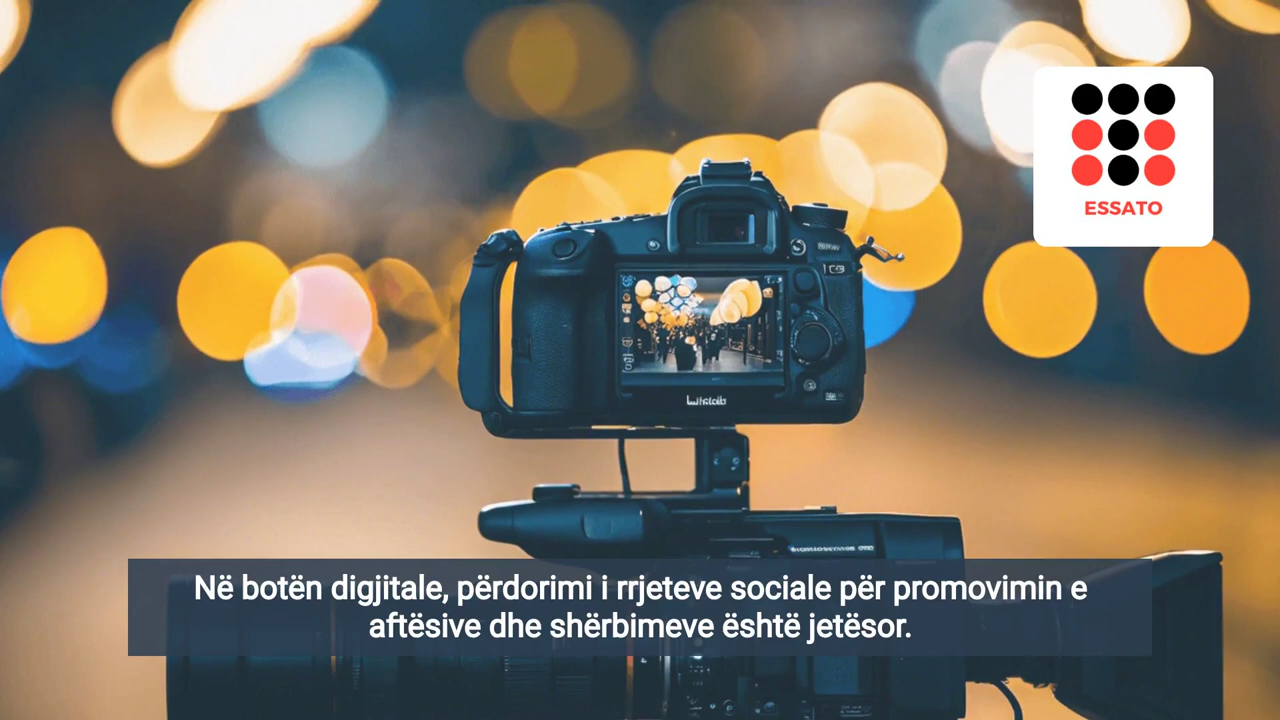 ESSATO
Në botën digjitale, përdorimi i rrjeteve sociale për promovimin e
aftësive dhe shërbimeve është jetësor.